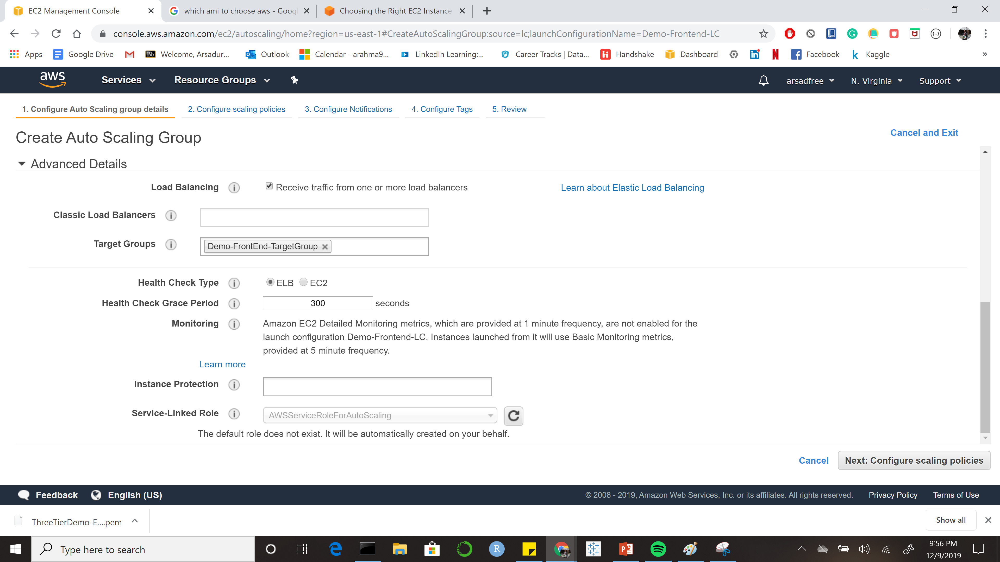 EC2 Management Console
which ami to choose aws - Goog
Choosing the Right EC2 Instance
console.aws.amazon.com/ec2/autoscaling/home?region=us-east-1#CreateAutoScalingGroup:source=lc;launchConfigurationName=Demo-Frontend-LC
Apps
Google Drive
Bb
Welcome, Arsadur...
Outlook
Calendar - arahma9...
LinkedIn Learning:...
Career Tracks | Data...
Handshake
Dashboard
Facebook
Kaggle
»
aws
Services
Resource Groups
arsadfree
N. Virginia
Support
1. Configure Auto Scaling group details
2. Configure scaling policies
3. Configure Notifications
4. Configure Tags
5. Review
Create Auto Scaling Group
Cancel and Exit
Advanced Details
Load Balancing
Receive traffic from one or more load balancers
Learn about Elastic Load Balancing
Classic Load Balancers
Target Groups
Demo-FrontEnd-TargetGroup
Health Check Type
ELB
EC2
Health Check Grace Period
300
seconds
Monitoring
Amazon EC2 Detailed Monitoring metrics, which are provided at 1 minute frequency, are not enabled for the
launch configuration Demo-Frontend-LC. Instances launched from it will use Basic Monitoring metrics,
provided at 5 minute frequency.
Learn more
Instance Protection
Service-Linked Role
AWSServiceRoleForAutoScaling
The default role does not exist. It will be automatically created on your behalf.
Cancel
Next: Configure scaling policies
Feedback
English (US)
© 2008 - 2019, Amazon Web Services, Inc. or its affiliates. All rights reserved.
Privacy Policy
Terms of Use
ThreeTierDemo-E....pem
Show all
Type here to search
9:56 PM
12/9/2019